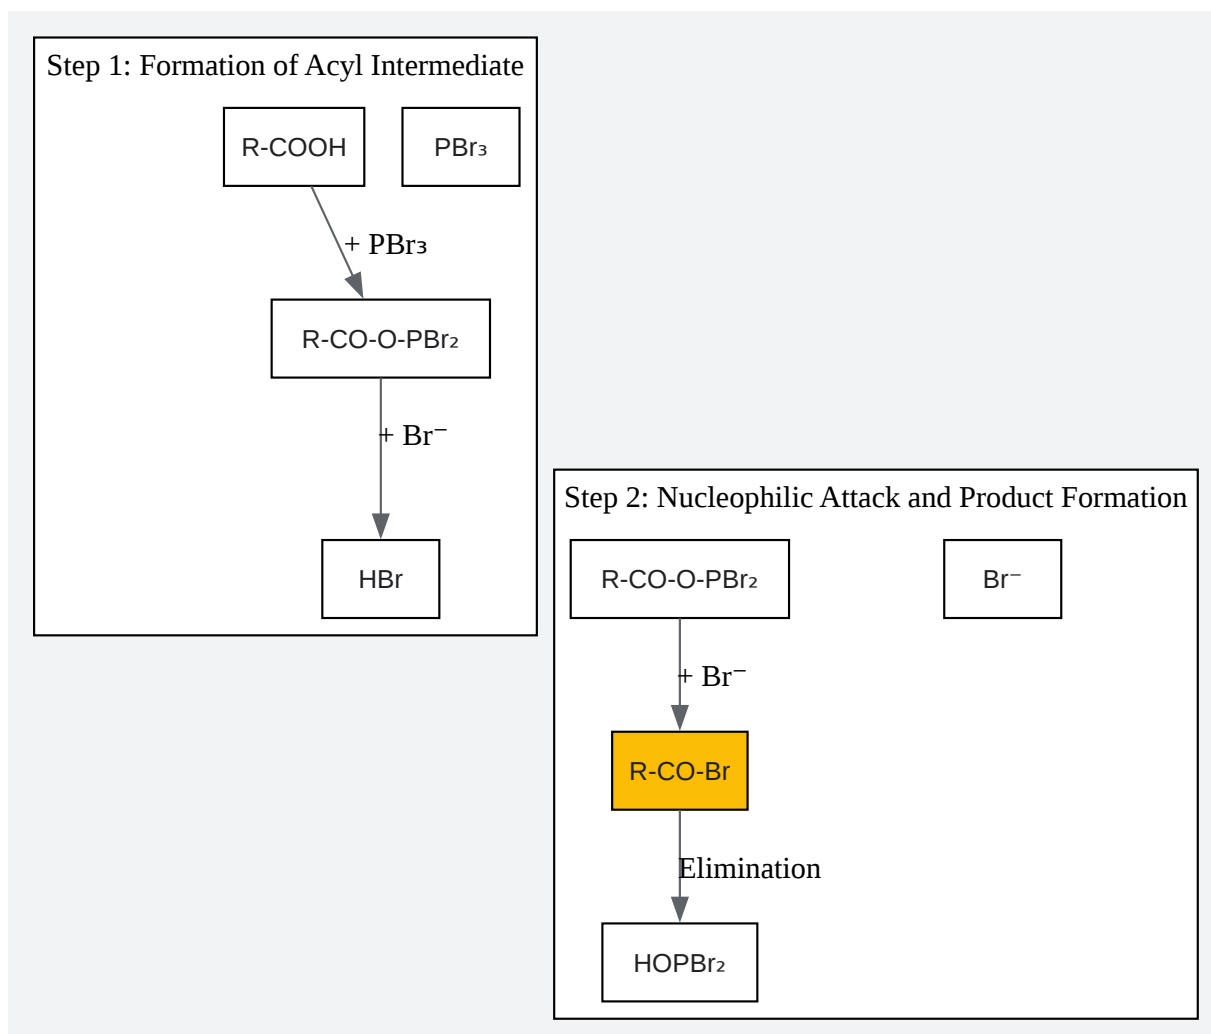 Step 1: Formation of Acyl Intermediate
R-COOH
PBr₃
+ PBr₃
R-CO-O-PBr₂
+ Br⁻
HBr
Step 2: Nucleophilic Attack and Product Formation
R-CO-O-PBr₂
Br⁻
+ Br⁻
R-CO-Br
Elimination
HOPBr₂